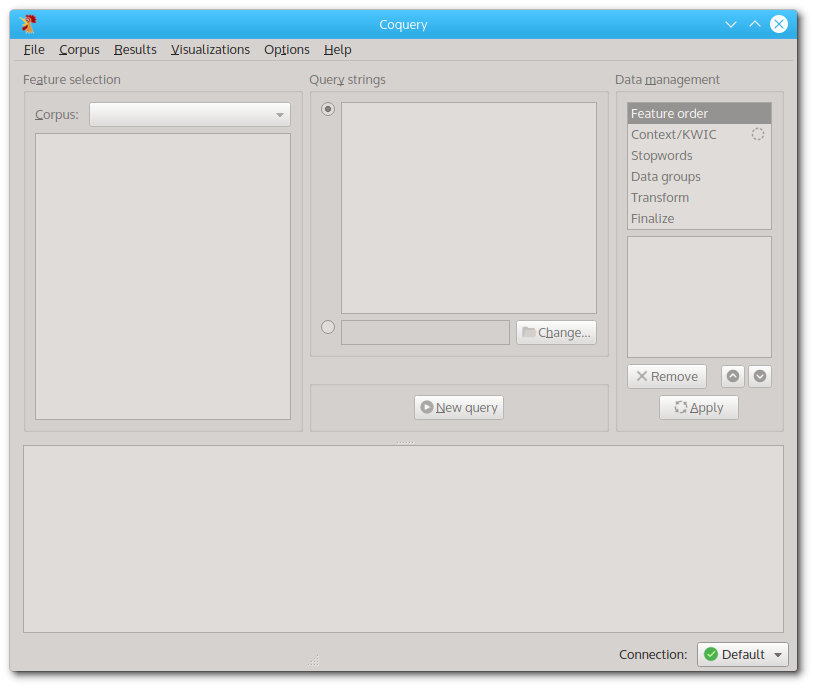 Coquery
File Corpus Results Visualizations Options Help
Feature selection
Corpus:
Query strings
Change...
New query
Data management
Feature order
Context/KWIC
Stopwords
Data groups
Transform
Finalize
Remove
Apply
Connection: Default